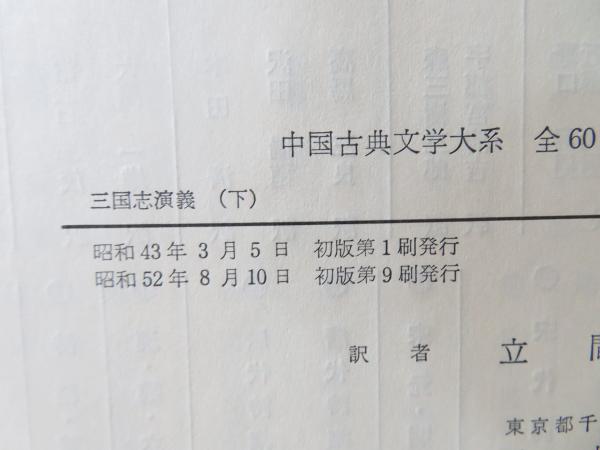 中国古典文学大系 全60
三国志演義 （下）
昭和43年 3月 5日 初版第1刷発行
昭和52年 8月10日 初版第9刷発行
訳 者 立
東京都千